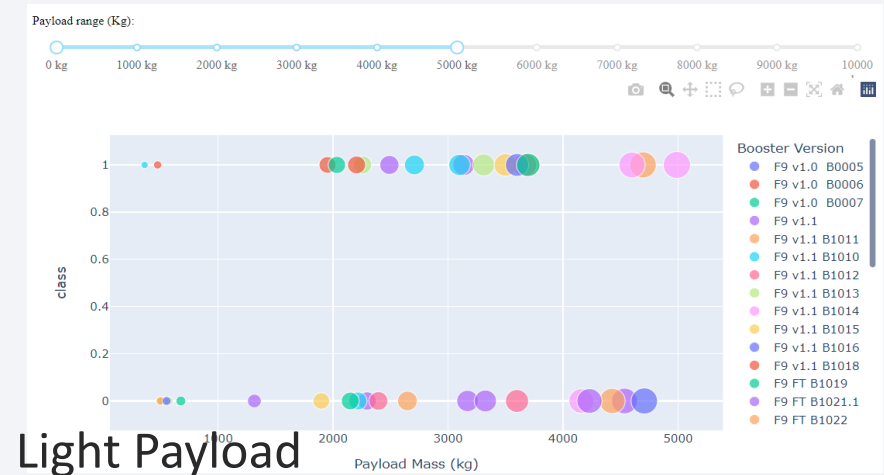 Payload range (Kg):
0 kg 1000 kg 2000 kg 3000 kg 4000 kg 5000 kg 6000 kg 7000 kg 8000 kg 9000 kg 10000
Booster Version
1 F9 v1.0 B0005
F9 v1.0 B0006
0.8 F9 v1.0 B0007
F9 v1.1
0.6 F9 v1.1 B1011
F9 v1.1 B1010
class F9 v1.1 B1012
0.4 F9 v1.1 B1013
F9 v1.1 B1014
0.2 F9 v1.1 B1015
F9 v1.1 B1016
F9 v1.1 B1018
0 F9 FT B1019
F9 FT B1021.1
F9 FT B1022
1000 2000 3000 4000 5000
Light Payload
Payload Mass (kg)